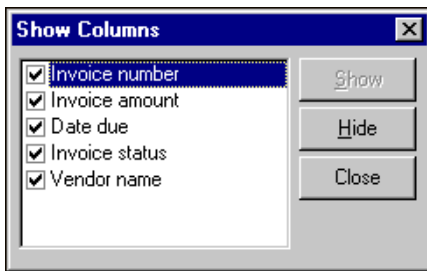 Show Columns
Invoice number
Invoice amount
Date due
Invoice status
Vendor name
Show
Hide
Close